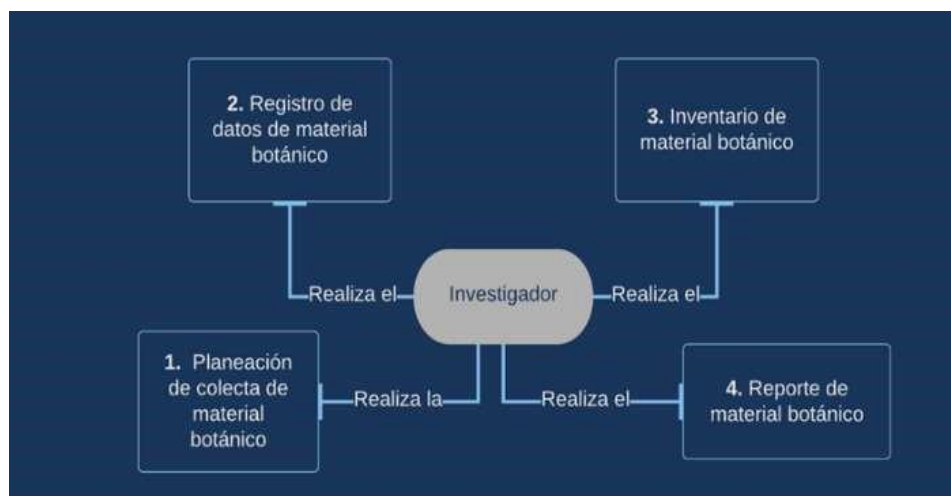 2. Registro de
datos de material
botánico
3. Inventario de
material botánico
Realiza el
Investigador
Realiza el
1. Planeación
de colecta de
material
botánico
Realiza la
Realiza el
4. Reporte de
material botánico